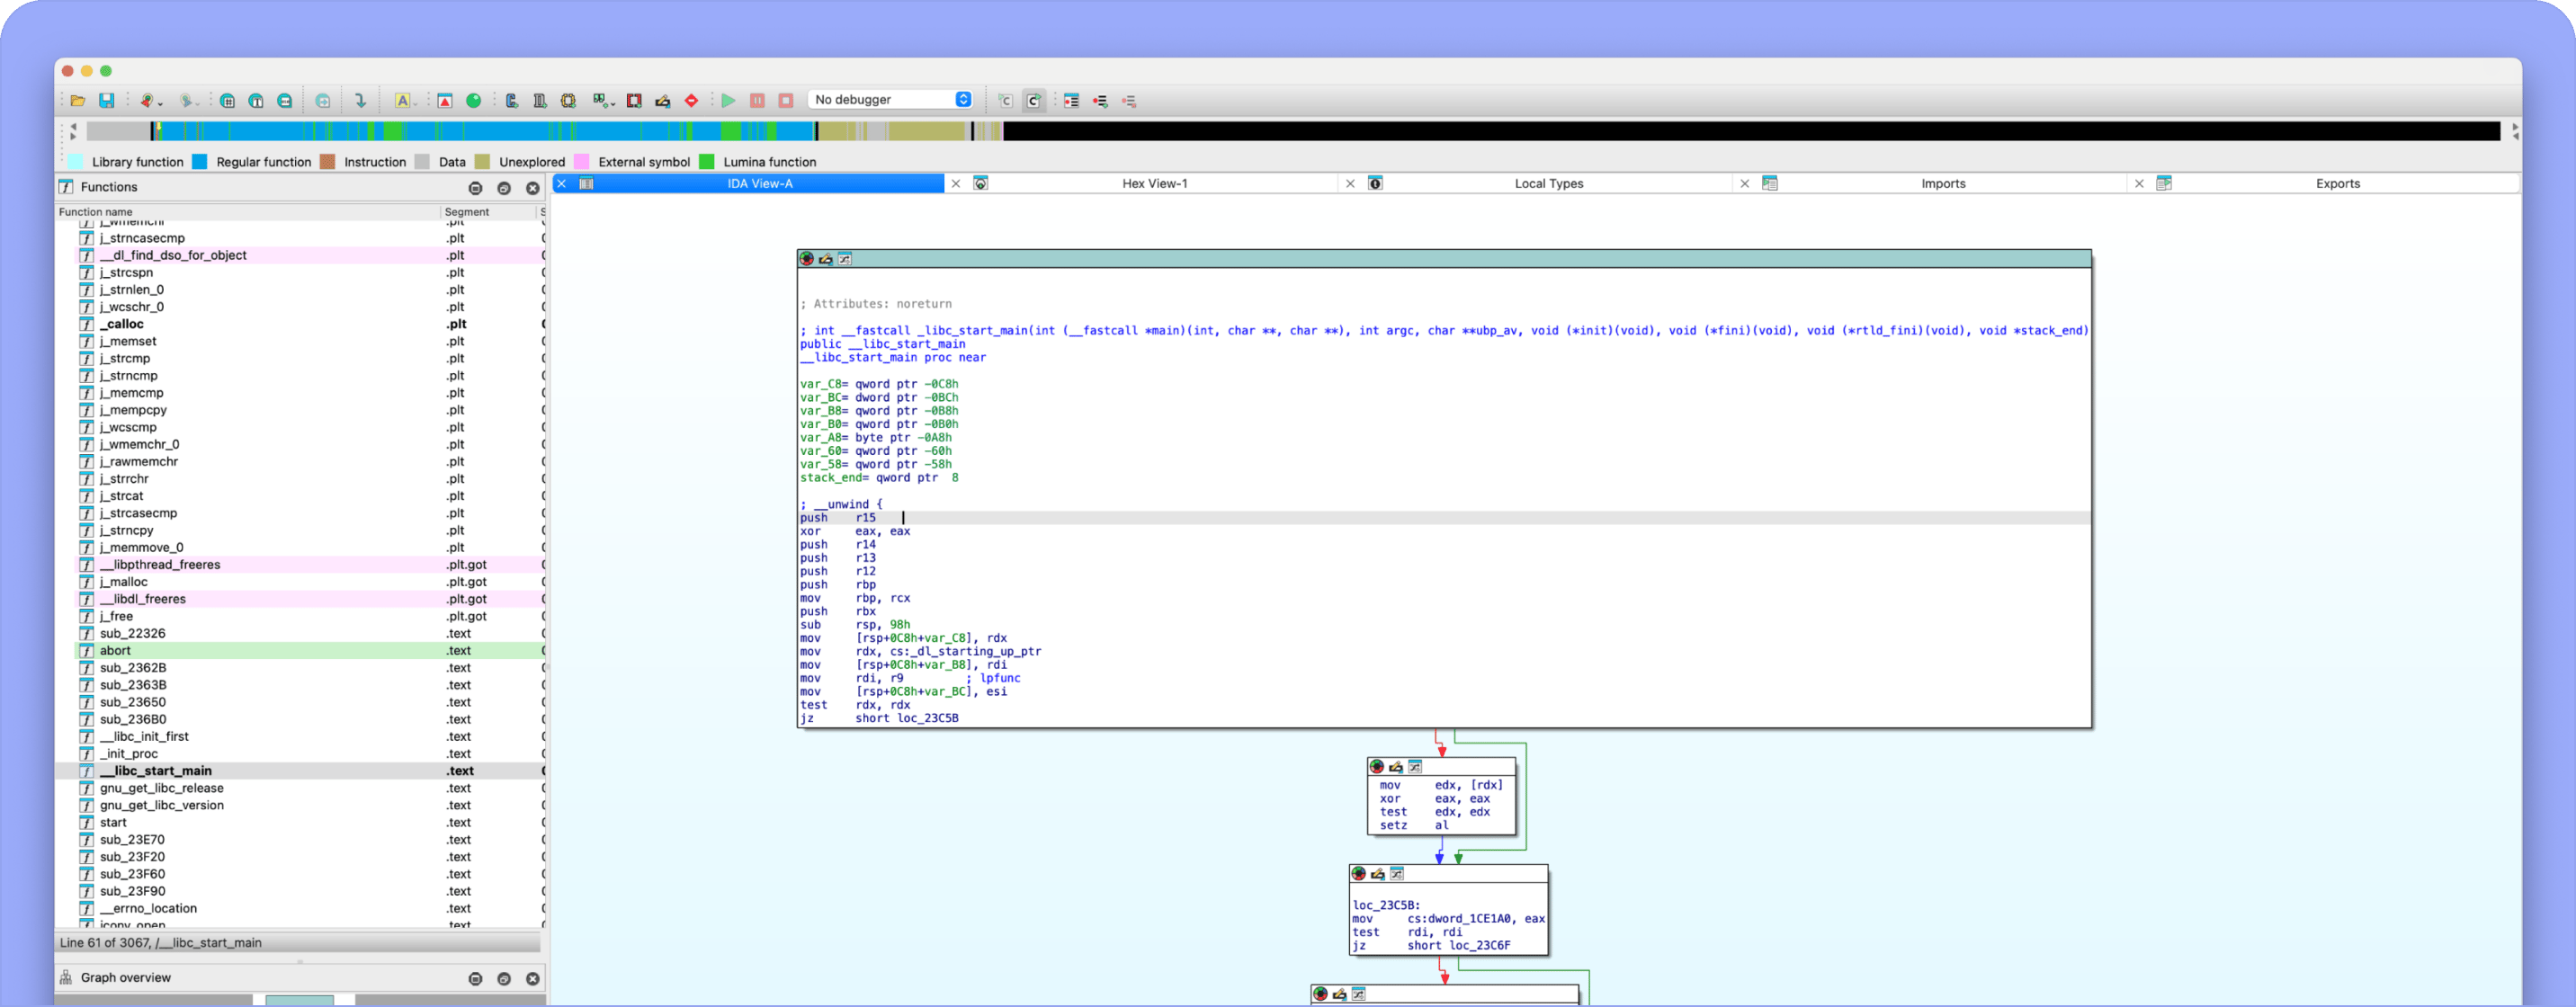 No debugger
Library function Regular function Instruction Data Unexplored External symbol Lumina function
Functions
IDA View-A Hex View-1 Local Types Imports Exports
Function name Segment
j_wmemchr .plt
j_strncasecmp .plt
__dl_find_dso_for_object .plt
j_strcspn .plt
j_strnlen_0 .plt
j_wcschr_0 .plt
_calloc .plt
j_memset .plt
j_strcmp .plt
j_strncmp .plt
j_memcmp .plt
j_mempcpy .plt
j_wcscmp .plt
j_wmemchr_0 .plt
j_rawmemchr .plt
j_strrchr .plt
j_strcat .plt
j_strcasecmp .plt
j_strncpy .plt
j_memmove_0 .plt
__libpthread_freeres .plt.got
j_malloc .plt.got
__libdl_freeres .plt.got
j_free .plt.got
sub_22326 .text
abort .text
sub_2362B .text
sub_2363B .text
sub_23650 .text
sub_236B0 .text
__libc_init_first .text
_init_proc .text
__libc_start_main .text
gnu_get_libc_release .text
gnu_get_libc_version .text
start .text
sub_23E70 .text
sub_23F20 .text
sub_23F60 .text
sub_23F90 .text
__errno_location .text
iconv_open .text
Line 61 of 3067, /__libc_start_main
Graph overview
; Attributes: noreturn
; int __fastcall _libc_start_main(int (__fastcall *main)(int, char **, char **), int argc, char **ubp_av, void (*init)(void), void (*fini)(void), void (*rtld_fini)(void), void *stack_end)
public __libc_start_main
__libc_start_main proc near
var_C8= qword ptr -0C8h
var_BC= dword ptr -0BCh
var_B8= qword ptr -0B8h
var_B0= qword ptr -0B0h
var_A8= byte ptr -0A8h
var_60= qword ptr -60h
var_58= qword ptr -58h
stack_end= qword ptr  8
; __unwind {
push    r15
xor     eax, eax
push    r14
push    r13
push    r12
push    rbp
mov     rbp, rcx
push    rbx
sub     rsp, 98h
mov     [rsp+0C8h+var_C8], rdx
mov     rdx, cs:_dl_starting_up_ptr
mov     [rsp+0C8h+var_B8], rdi
mov     rdi, r9         ; lpfunc
mov     [rsp+0C8h+var_BC], esi
test    rdx, rdx
jz      short loc_23C5B
mov     edx, [rdx]
xor     eax, eax
test    edx, edx
setz    al
loc_23C5B:
mov     cs:dword_1CE1A0, eax
test    rdi, rdi
jz      short loc_23C6F